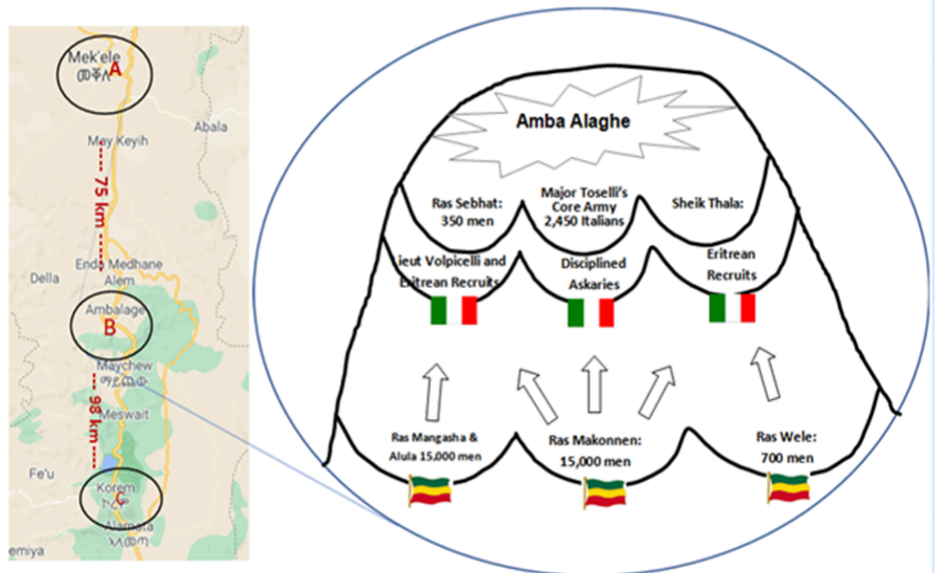 Mek'ele
መቐለ
A
Abala
May Keyih
75 km
Enda Medhane
Alem
Della
Ambalage
B
Maychew
ማይጨው
98 km
Meswait
Fe'u
Korem
ኮረም
C
Alamata
አላማጣ
emiya
Amba Alaghe
Ras Sebhat:
350 men
Major Toselli's
Core Army
2,450 Italians
Sheik Thala:
ieut Volpicelli and
Eritrean Recruits
Disciplined
Askaries
Eritrean
Recruits
Ras Mangasha &
Alula 15,000 men
Ras Makonnen:
15,000 men
Ras Wele:
700 men